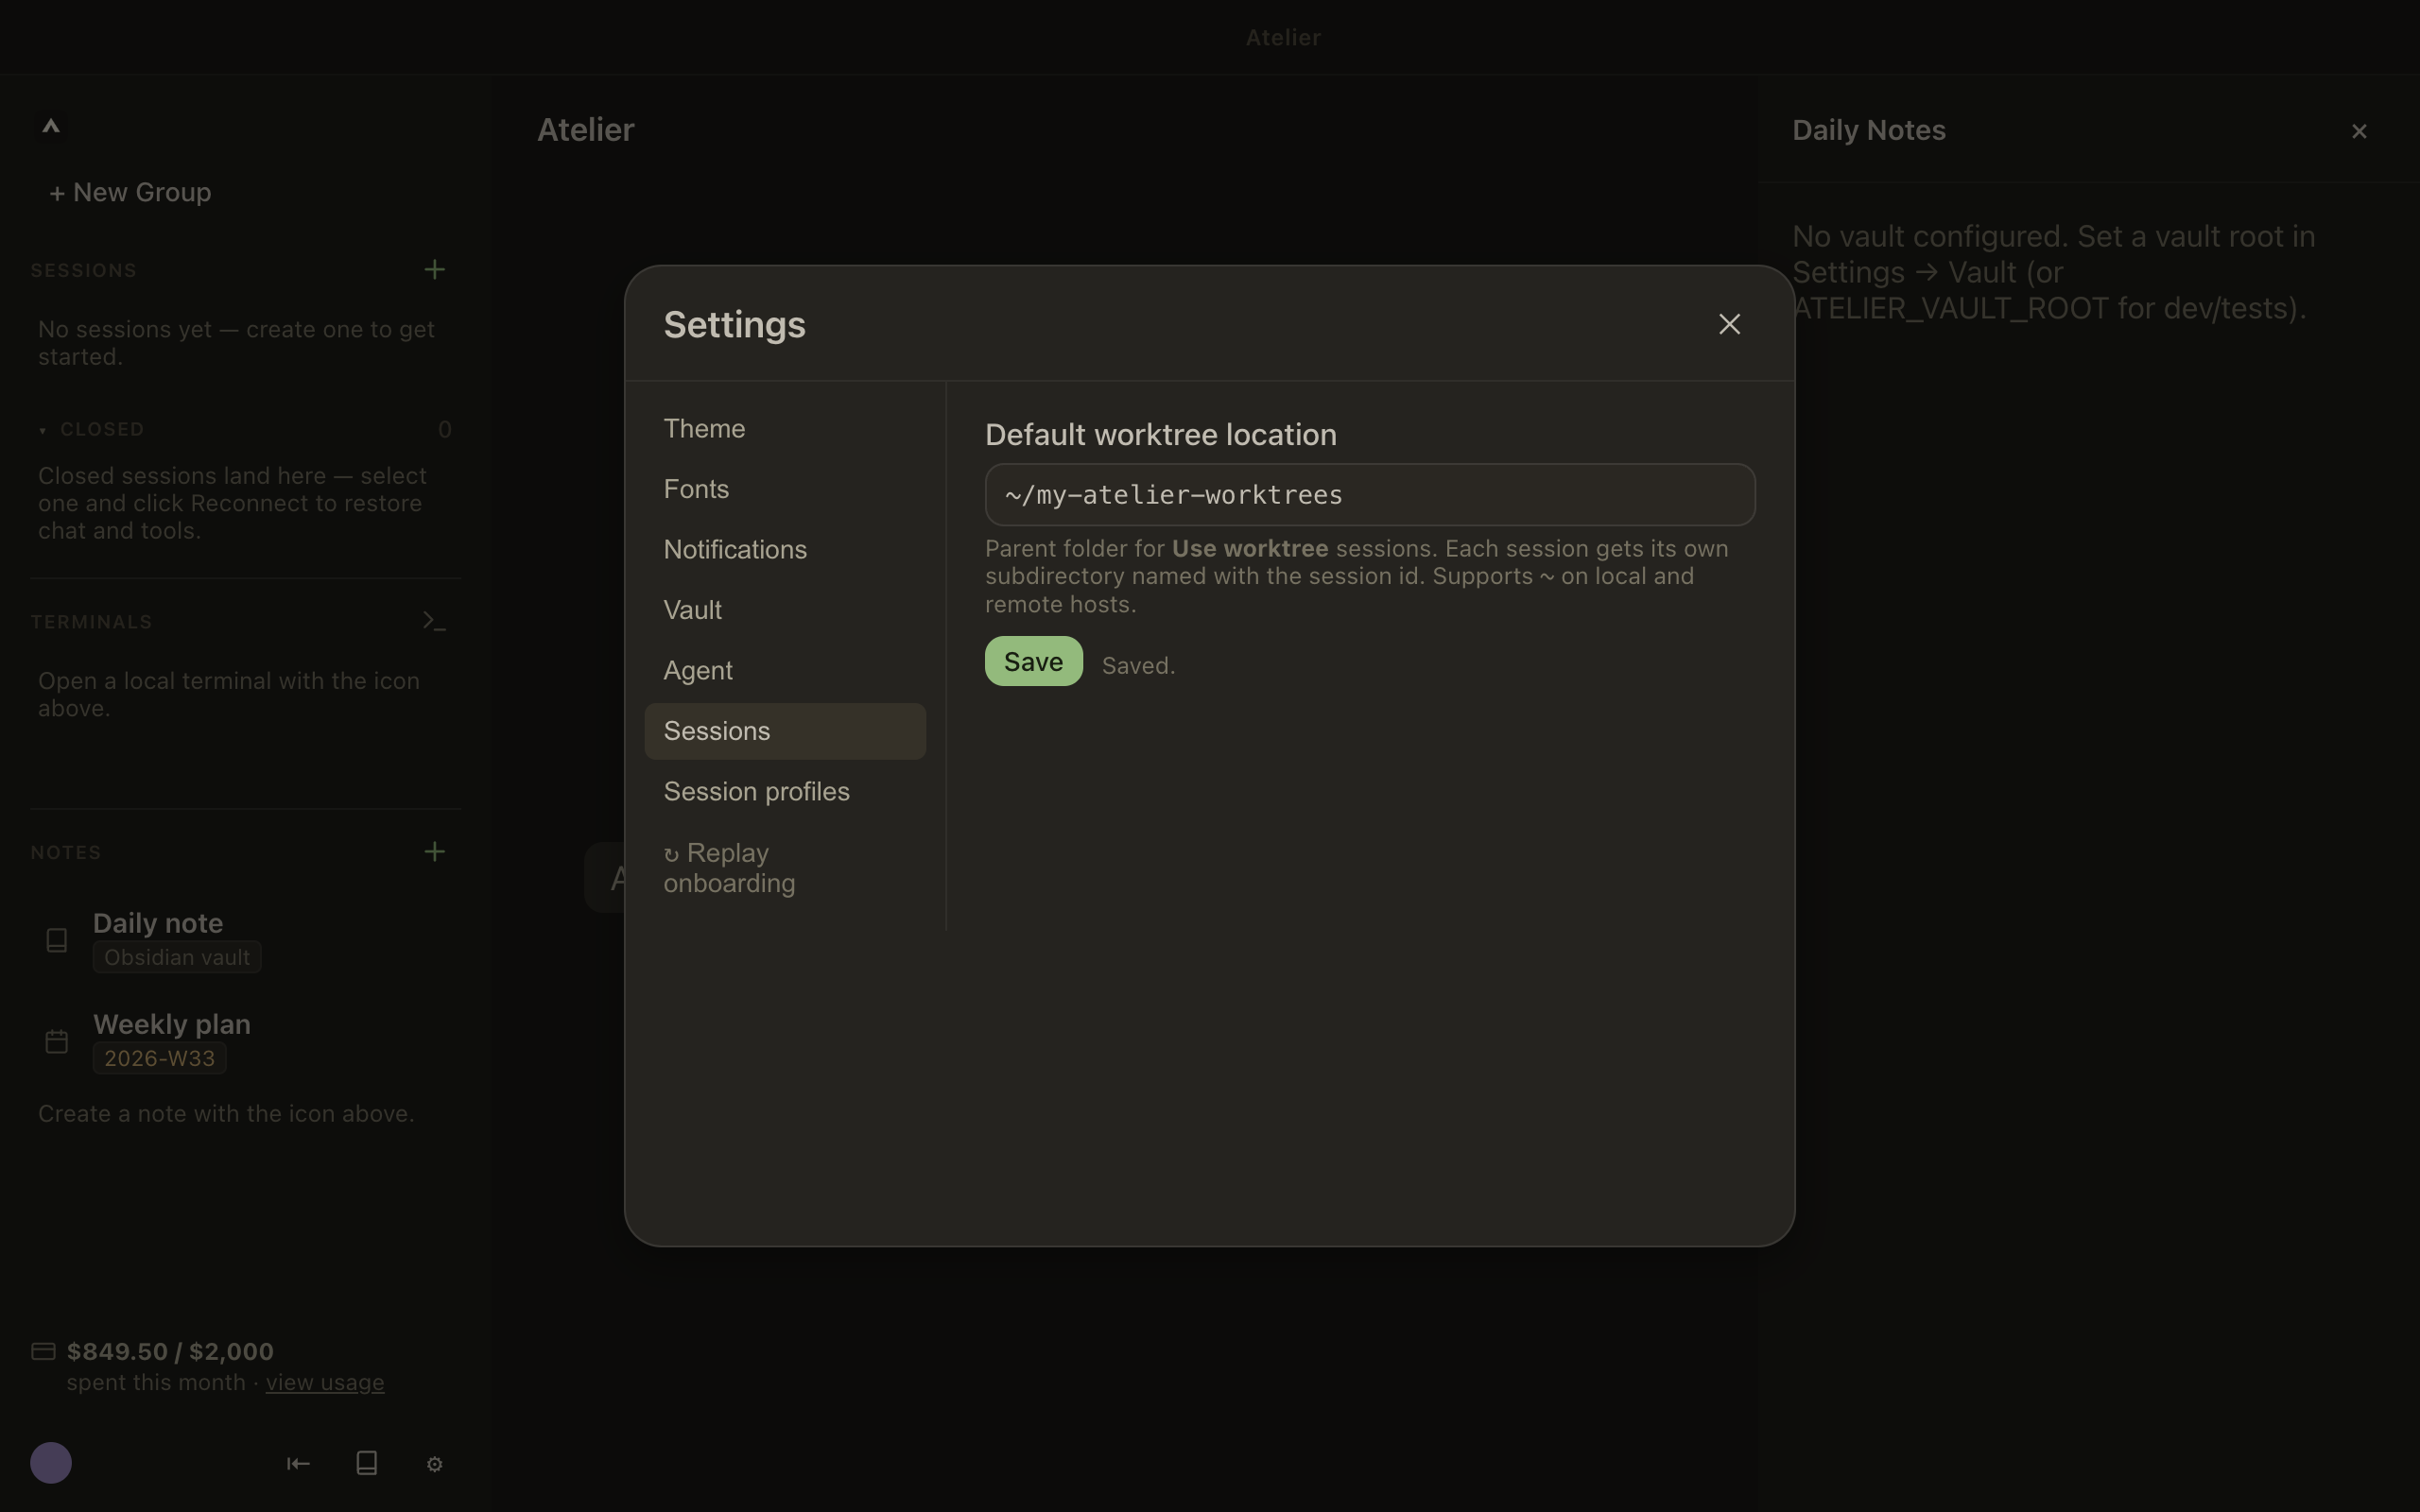 Atelier
+ New Group
SESSIONS
No sessions yet — create one to get
started.
▾ CLOSED 0
Closed sessions land here — select
one and click Reconnect to restore
chat and tools.
TERMINALS
Open a local terminal with the icon
above.
NOTES
Daily note
Obsidian vault
Weekly plan
2026-W33
Create a note with the icon above.
$849.50 / $2,000
spent this month · view usage
Atelier
A
Settings
Theme
Fonts
Notifications
Vault
Agent
Sessions
Session profiles
↻ Replay
onboarding
Default worktree location
~/my-atelier-worktrees
Parent folder for Use worktree sessions. Each session gets its own
subdirectory named with the session id. Supports ~ on local and
remote hosts.
Save Saved.
Daily Notes
No vault configured. Set a vault root in
Settings → Vault (or
ATELIER_VAULT_ROOT for dev/tests).